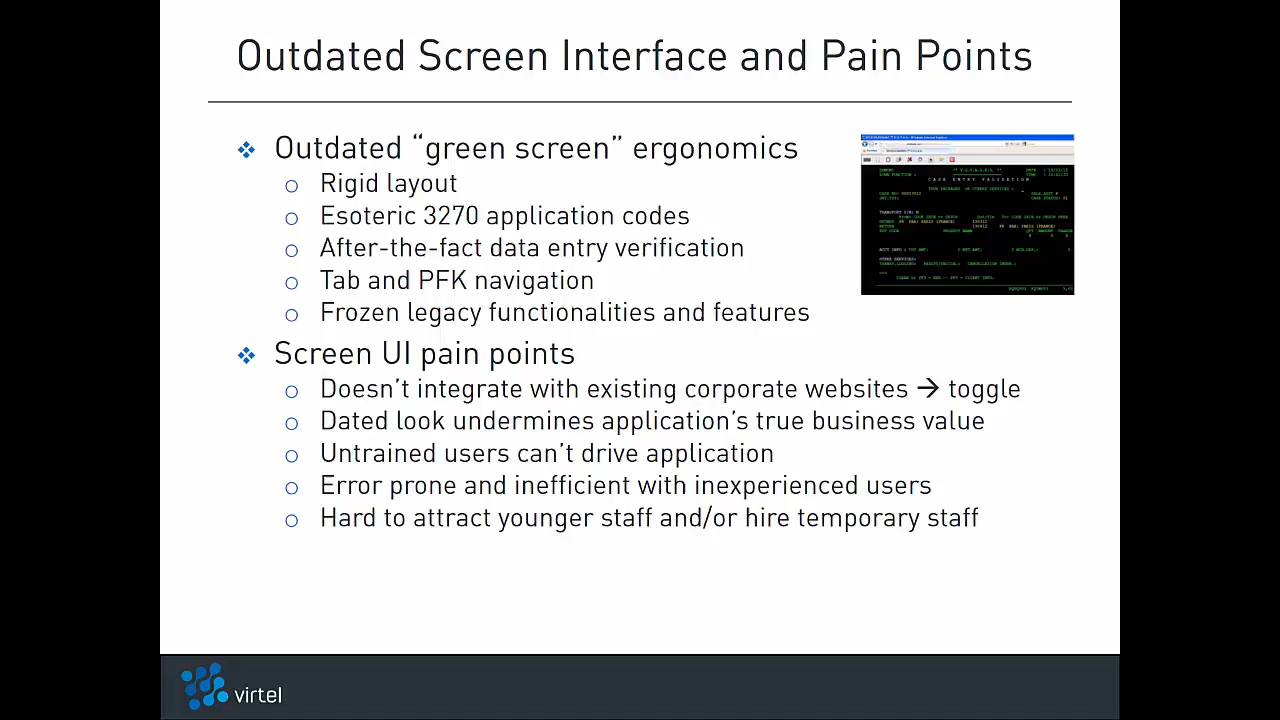 Outdated Screen Interface and Pain Points
Outdated “green screen” ergonomics
Rigid layout
Esoteric 3270 application codes
After-the-fact data entry verification
Tab and PFK navigation
Frozen legacy functionalities and features
CASE ENTRY VALIDATION
Screen UI pain points
Doesn’t integrate with existing corporate websites → toggle
Dated look undermines application’s true business value
Untrained users can’t drive application
Error prone and inefficient with inexperienced users
Hard to attract younger staff and/or hire temporary staff
virtel